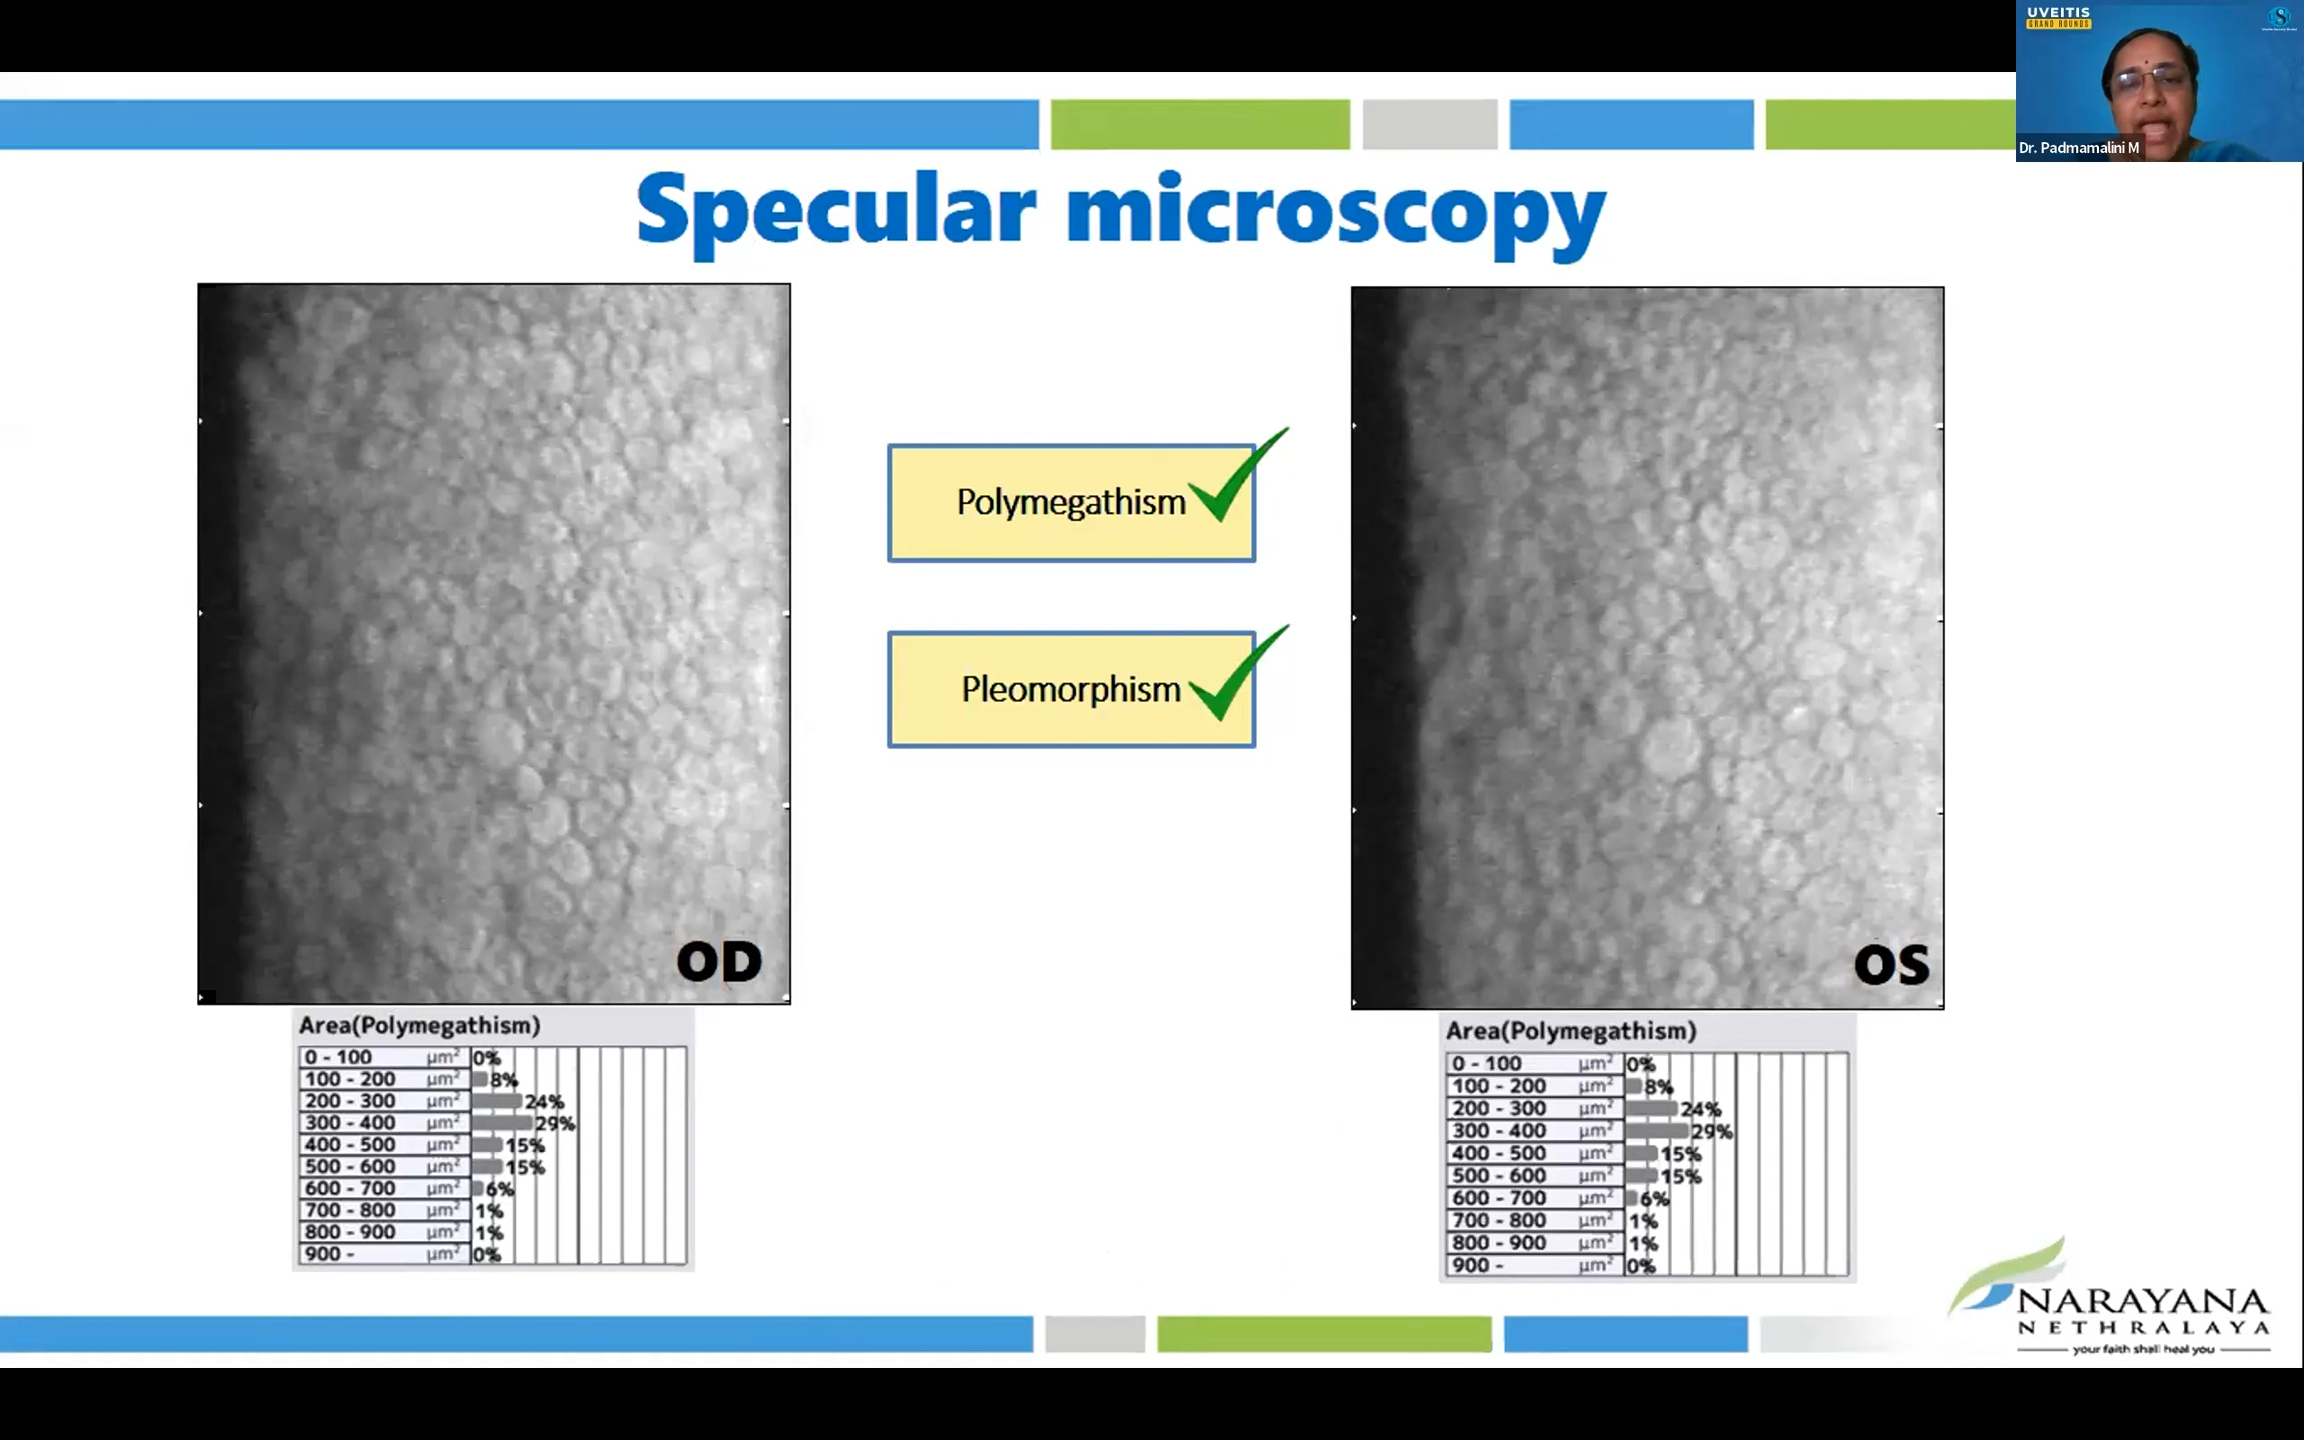 UVEITIS
GRAND ROUNDS
Dr. Padmamalini M
Specular microscopy
Polymegathism
Pleomorphism
OD
OS
Area(Polymegathism)
0 - 100 µm² 0%
100 - 200 µm² 8%
200 - 300 µm² 24%
300 - 400 µm² 29%
400 - 500 µm² 15%
500 - 600 µm² 15%
600 - 700 µm² 6%
700 - 800 µm² 1%
800 - 900 µm² 1%
900 - µm² 0%
Area(Polymegathism)
0 - 100 µm² 0%
100 - 200 µm² 8%
200 - 300 µm² 24%
300 - 400 µm² 29%
400 - 500 µm² 15%
500 - 600 µm² 15%
600 - 700 µm² 6%
700 - 800 µm² 1%
800 - 900 µm² 1%
900 - µm² 0%
NARAYANA
NETHRALAYA
your faith shall heal you